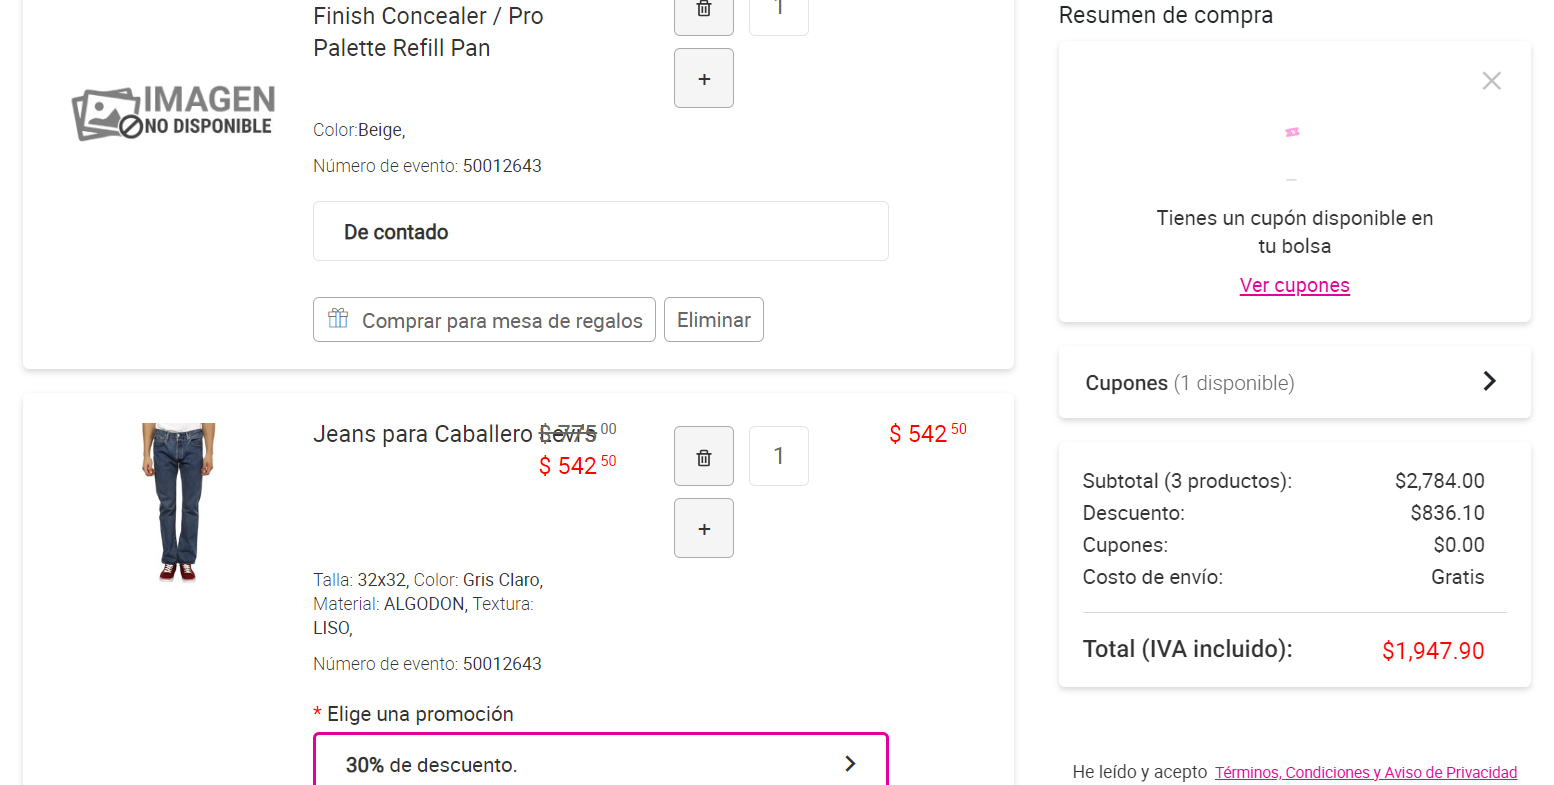 Finish Concealer / Pro
Palette Refill Pan
1
+
IMAGEN
NO DISPONIBLE
Color:Beige,
Número de evento: 50012643
De contado
Comprar para mesa de regalos
Eliminar
Jeans para Caballero
$ 775 00
$ 542 50
1
$ 542 50
+
Talla: 32x32, Color: Gris Claro,
Material: ALGODON, Textura:
LISO,
Número de evento: 50012643
* Elige una promoción
30% de descuento.
Resumen de compra
Tienes un cupón disponible en
tu bolsa
Ver cupones
Cupones (1 disponible)
Subtotal (3 productos): $2,784.00
Descuento: $836.10
Cupones: $0.00
Costo de envío: Gratis
Total (IVA incluido): $1,947.90
He leído y acepto Términos, Condiciones y Aviso de Privacidad